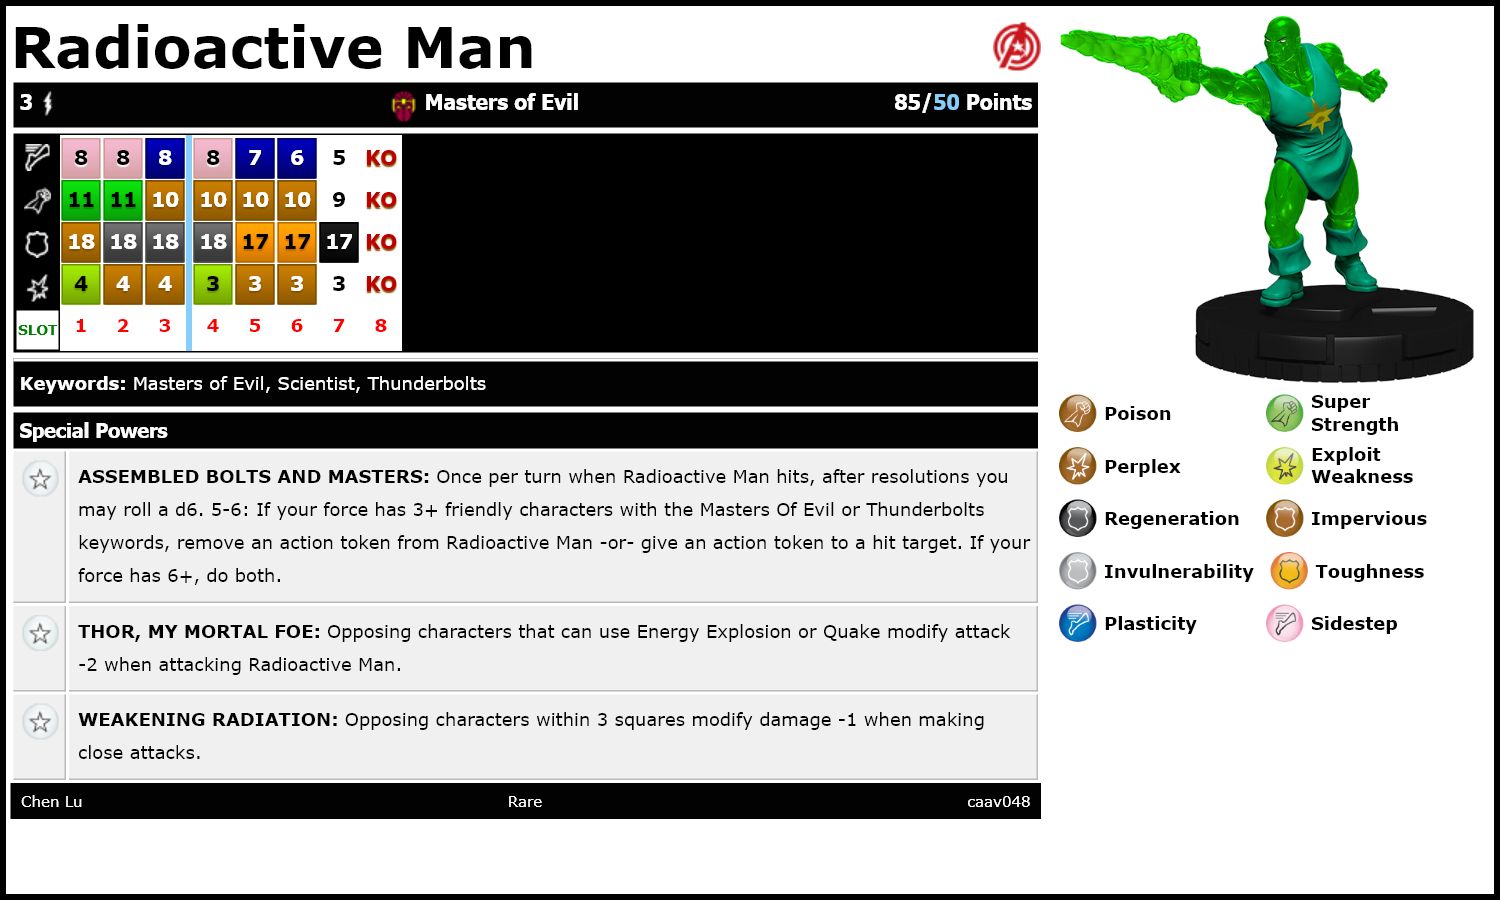 Radioactive Man
3 Masters of Evil 85/50 Points
8 8 8 8 7 6 5 KO
11 11 10 10 10 10 9 KO
18 18 18 18 17 17 17 KO
4 4 4 3 3 3 3 KO
SLOT 1 2 3 4 5 6 7 8
Keywords: Masters of Evil, Scientist, Thunderbolts
Special Powers
ASSEMBLED BOLTS AND MASTERS: Once per turn when Radioactive Man hits, after resolutions you
may roll a d6. 5-6: If your force has 3+ friendly characters with the Masters Of Evil or Thunderbolts
keywords, remove an action token from Radioactive Man -or- give an action token to a hit target. If your
force has 6+, do both.
THOR, MY MORTAL FOE: Opposing characters that can use Energy Explosion or Quake modify attack
-2 when attacking Radioactive Man.
WEAKENING RADIATION: Opposing characters within 3 squares modify damage -1 when making
close attacks.
Chen Lu Rare caav048
Poison
Super
Strength
Perplex
Exploit
Weakness
Regeneration
Impervious
Invulnerability
Toughness
Plasticity
Sidestep